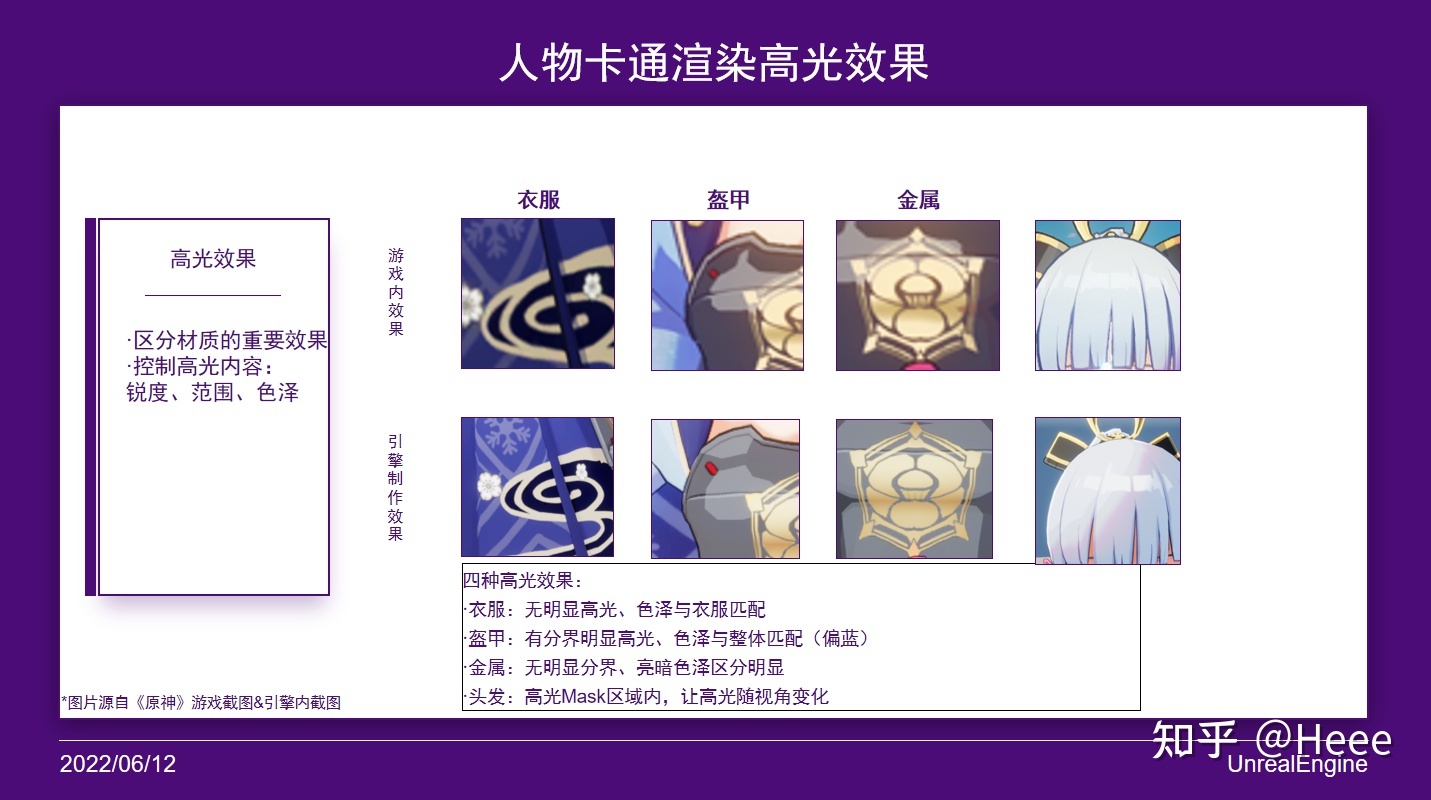 人物卡通渲染高光效果
高光效果
·区分材质的重要效果
·控制高光内容：
锐度、范围、色泽
衣服
盔甲
金属
游戏内效果
引擎制作效果
四种高光效果：
·衣服：无明显高光、色泽与衣服匹配
·盔甲：有分界明显高光、色泽与整体匹配（偏蓝）
·金属：无明显分界、亮暗色泽区分明显
·头发：高光Mask区域内，让高光随视角变化
*图片源自《原神》游戏截图&引擎内截图
2022/06/12
知乎 @Heee
UnrealEngine